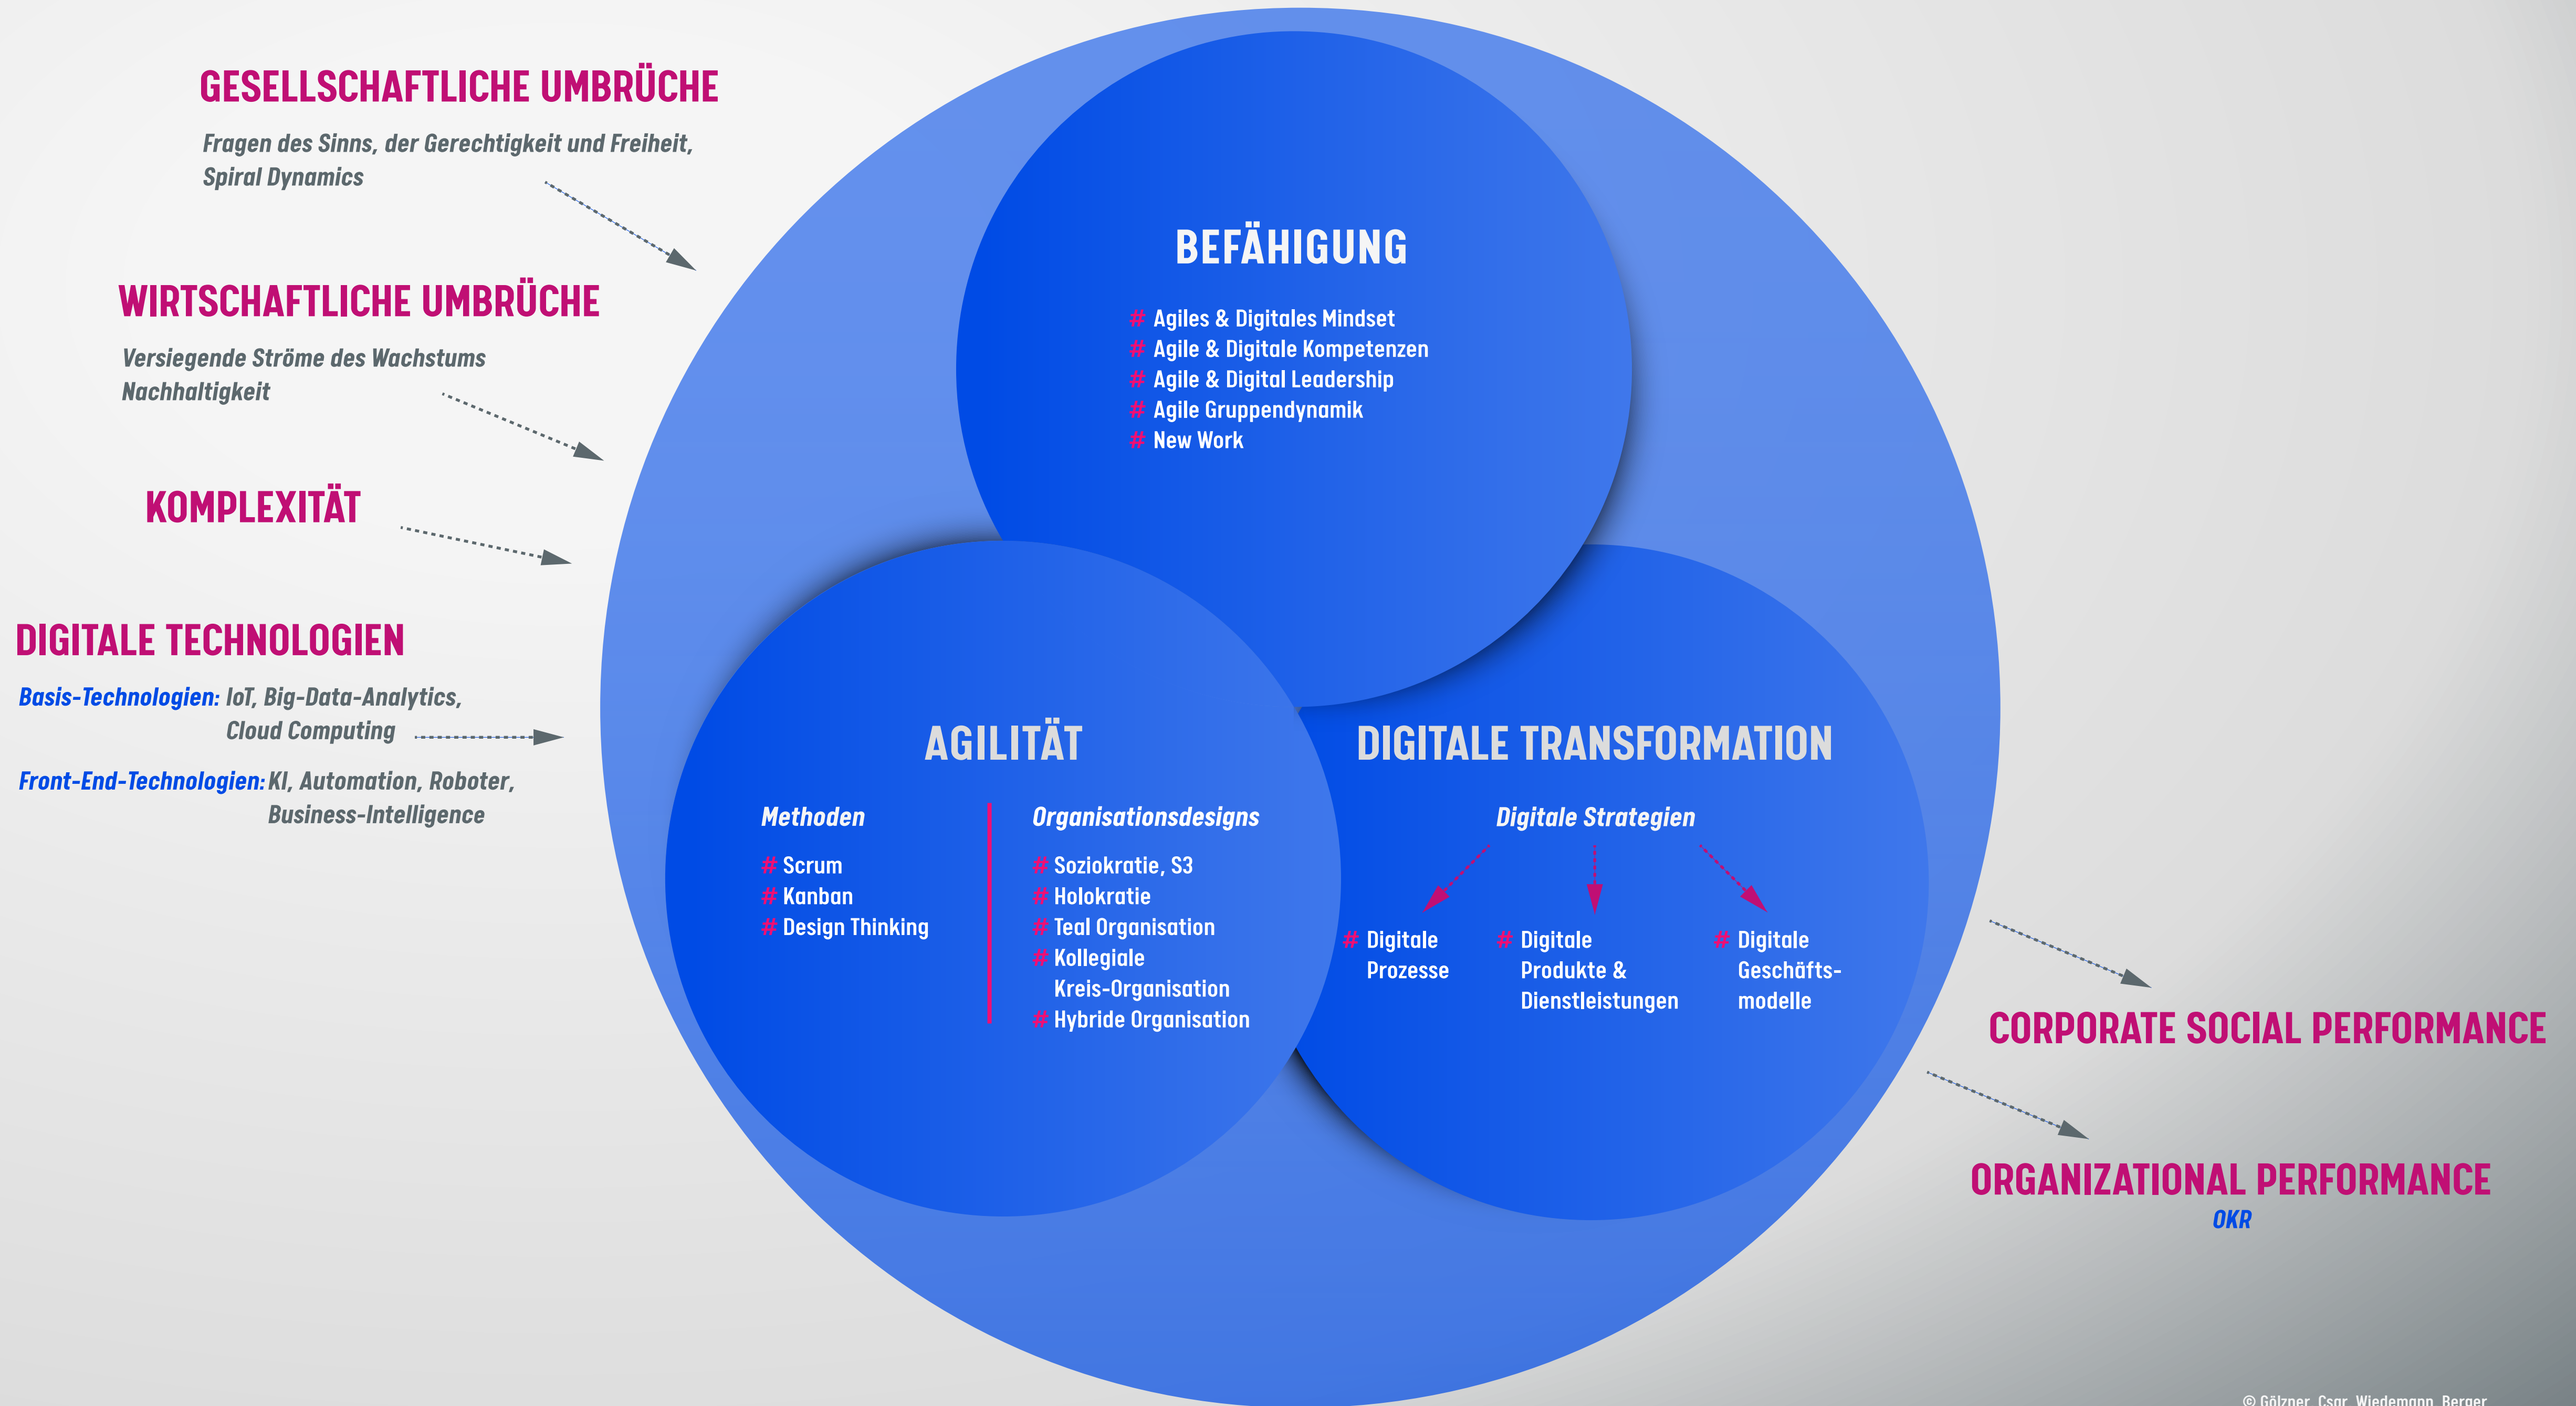 GESELLSCHAFTLICHE UMBRÜCHE
Fragen des Sinns, der Gerechtigkeit und Freiheit,
Spiral Dynamics
WIRTSCHAFTLICHE UMBRÜCHE
Versiegende Ströme des Wachstums
Nachhaltigkeit
KOMPLEXITÄT
DIGITALE TECHNOLOGIEN
Basis-Technologien: IoT, Big-Data-Analytics,
Cloud Computing
Front-End-Technologien: KI, Automation, Roboter,
Business-Intelligence
BEFÄHIGUNG
# Agiles & Digitales Mindset
# Agile & Digitale Kompetenzen
# Agile & Digital Leadership
# Agile Gruppendynamik
# New Work
AGILITÄT
Methoden
# Scrum
# Kanban
# Design Thinking
Organisationsdesigns
# Soziokratie, S3
# Holokratie
# Teal Organisation
# Kollegiale
Kreis-Organisation
# Hybride Organisation
DIGITALE TRANSFORMATION
Digitale Strategien
# Digitale
Prozesse
# Digitale
Produkte &
Dienstleistungen
# Digitale
Geschäfts-
modelle
CORPORATE SOCIAL PERFORMANCE
ORGANIZATIONAL PERFORMANCE
OKR
© Gölzner, Csar, Wiedemann, Berger